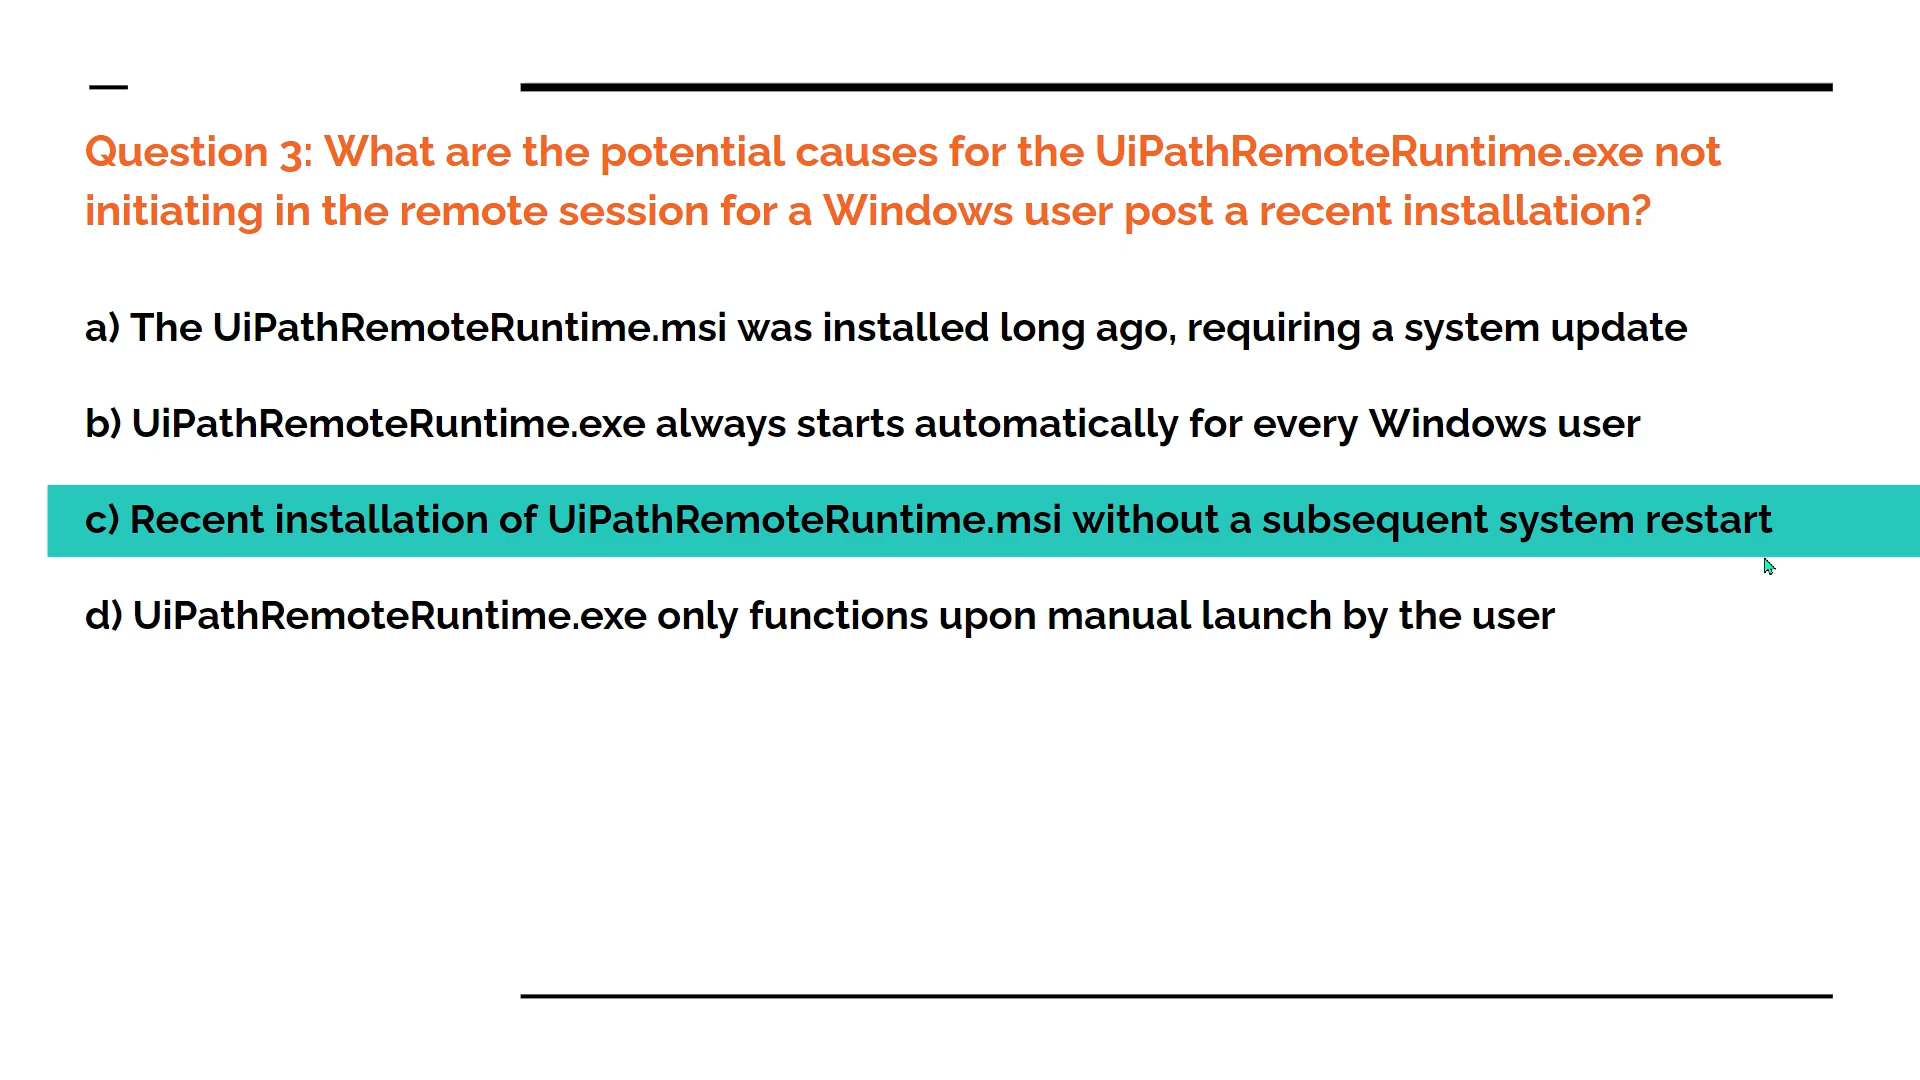 Question 3: What are the potential causes for the UiPathRemoteRuntime.exe not
initiating in the remote session for a Windows user post a recent installation?
a) The UiPathRemoteRuntime.msi was installed long ago, requiring a system update
b) UiPathRemoteRuntime.exe always starts automatically for every Windows user
c) Recent installation of UiPathRemoteRuntime.msi without a subsequent system restart
d) UiPathRemoteRuntime.exe only functions upon manual launch by the user